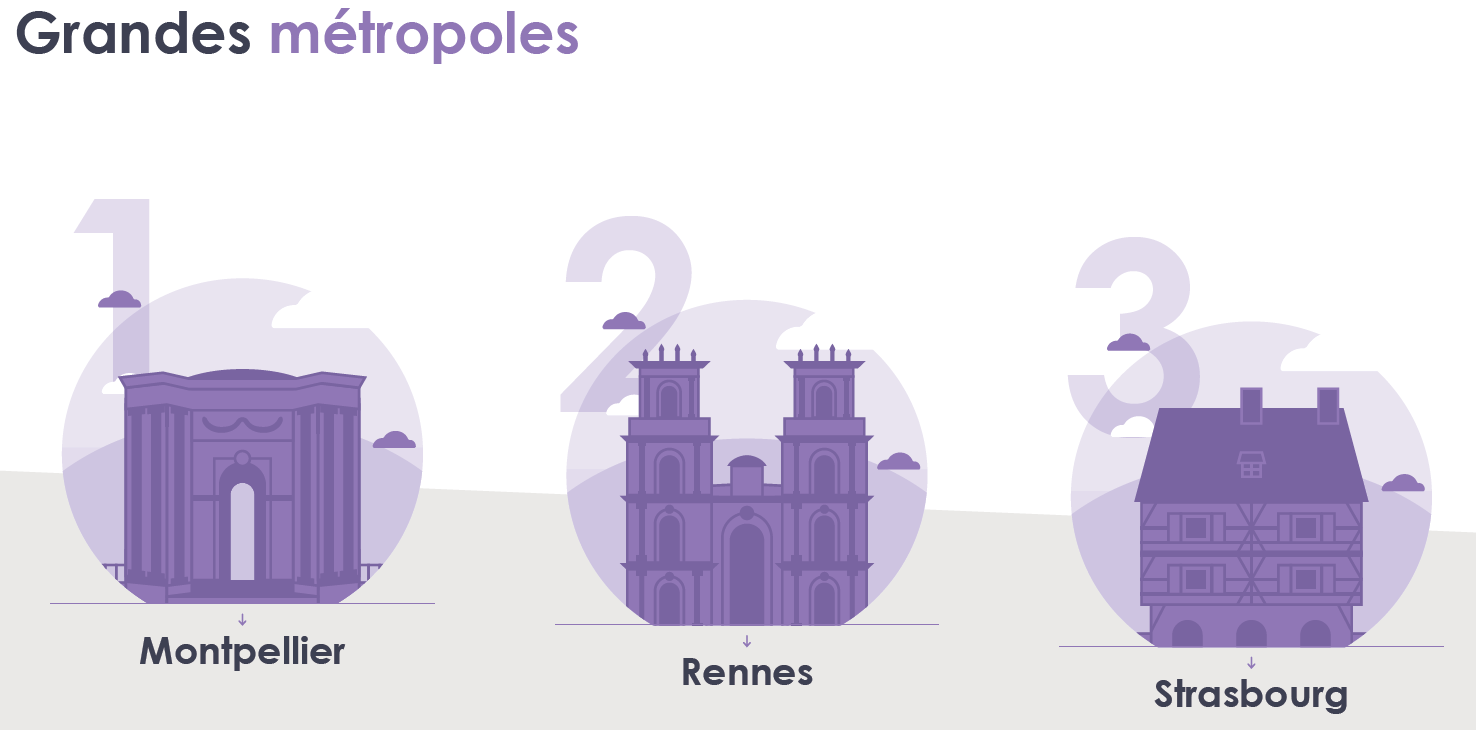 Grandes métropoles
1
2
3
Montpellier
Rennes
Strasbourg